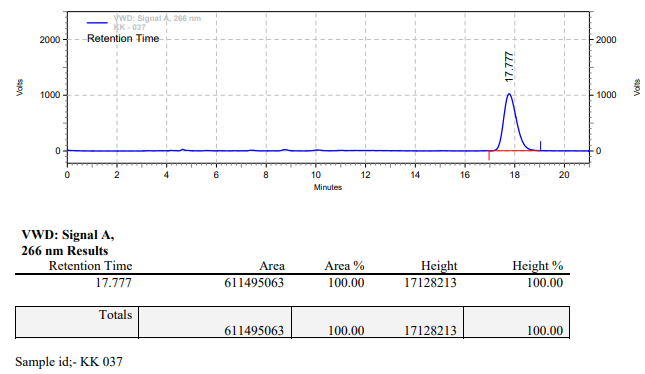 VWD: Signal A, 266 nm
KK - 037
Retention Time
2000
1000
0
Volts
17.777
2000
1000
0
Volts
0 2 4 6 8 10 12 14 16 18 20
Minutes
VWD: Signal A,
266 nm Results
Retention Time Area Area % Height Height %
17.777 611495063 100.00 17128213 100.00
Totals
611495063 100.00 17128213 100.00
Sample id;- KK 037